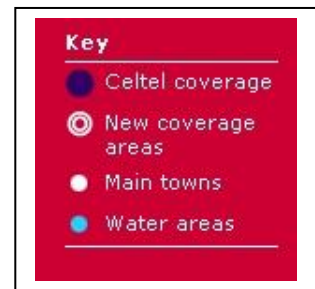 Key
Celtel coverage
New coverage
areas
Main towns
Water areas